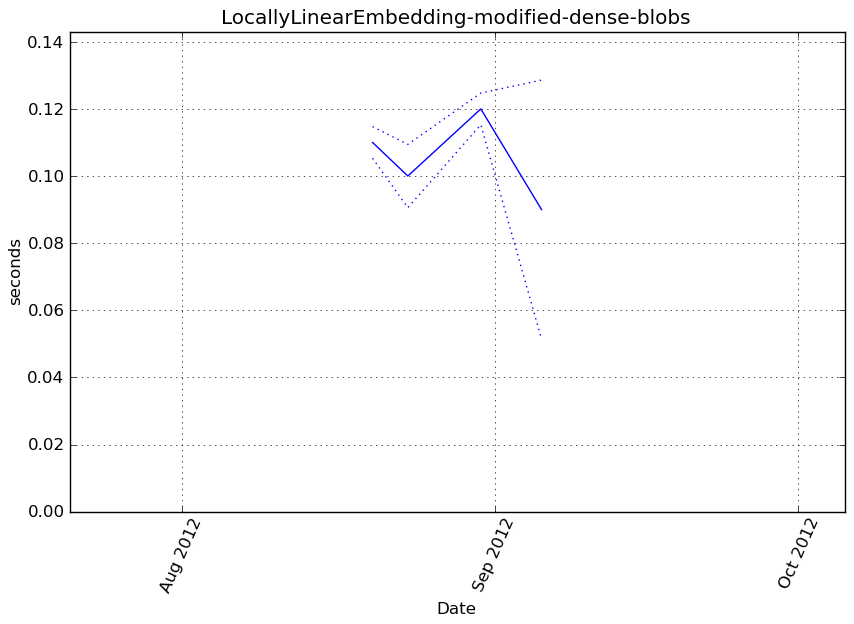 LocallyLinearEmbedding-modified-dense-blobs
0.14
0.12
0.10
0.08
0.06
0.04
0.02
0.00
seconds
Aug 2012
Sep 2012
Oct 2012
Date